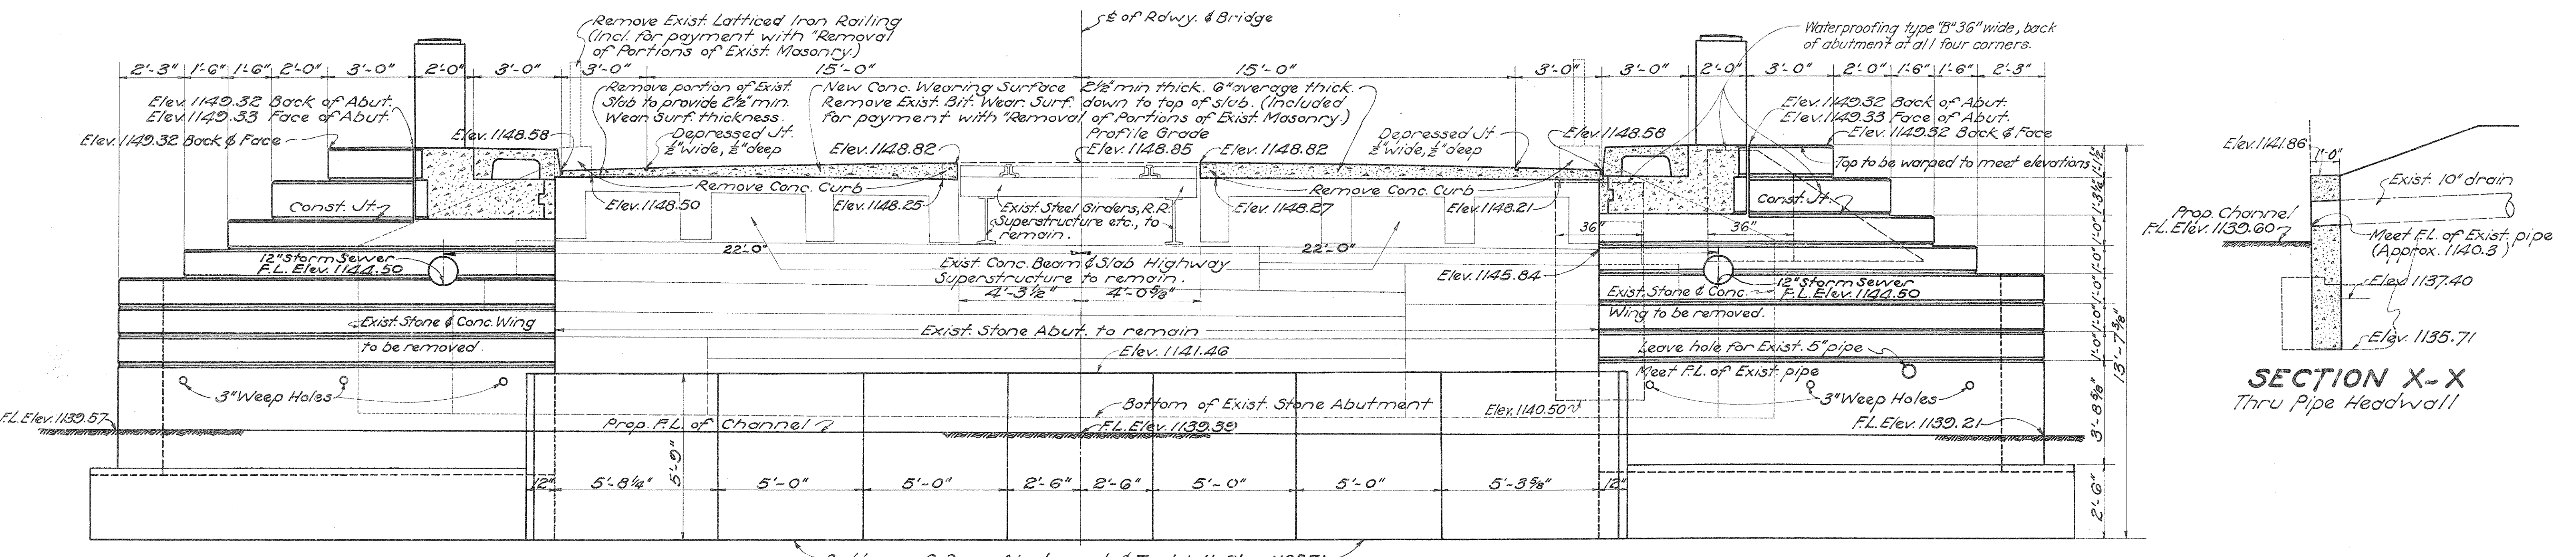 Remove Exist. Latticed Iron Railing
(Incl. for payment with "Removal
of Portions of Exist. Masonry.)
℄ of Rdwy. & Bridge
Waterproofing type "B" 36" wide, back
of abutment at all four corners.
2'-3" 1'-6" 1'-6" 2'-0" 3'-0" 2'-0" 3'-0" 3'-0" 15'-0" 15'-0" 3'-0" 3'-0" 2'-0" 3'-0" 2'-0" 1'-6" 1'-6" 2'-3"
Elev. 1149.32 Back of Abut.
Elev. 1149.33 Face of Abut.
Elev. 1149.32 Back & Face
Elev. 1148.58
Remove portion of Exist.
Slab to provide 2½" min.
Wear. Surf. thickness.
Depressed Jt.
½" wide, ½" deep
New Conc. Wearing Surface 2½" min thick. 6" average thick.
Remove Exist. Bit. Wear. Surf. down to top of slab. (Included
for payment with "Removal of Portions of Exist. Masonry.)
Profile Grade
Elev. 1148.85
Elev. 1148.82
Elev. 1148.82
Depressed Jt.
½" wide, ½" deep
Elev. 1148.58
Elev. 1149.32 Back of Abut.
Elev. 1149.33 Face of Abut.
Elev. 1149.32 Back & Face
Top to be warped to meet elevations
Remove Conc. Curb
Remove Conc. Curb
Const. Jt.
Elev. 1148.50
Elev. 1148.25
Exist. Steel Girders, R.R.
Superstructure etc., to
remain.
Elev. 1148.27
Elev. 1148.21
Const. Jt.
36"
36"
22'-0"
22'-0"
12" Storm Sewer
F.L. Elev. 1144.50
Exist. Conc. Beam & Slab Highway
Superstructure to remain.
4'-3½" 4'-0⅝"
Elev. 1145.84
12" Storm Sewer
F.L. Elev. 1144.50
Exist. Stone & Conc.
Wing to be removed.
Exist. Stone & Conc. Wing
to be removed.
Exist. Stone Abut. to remain
Elev. 1141.46
Leave hole for Exist. 5" pipe
Meet F.L. of Exist. pipe
3" Weep Holes
Bottom of Exist. Stone Abutment
Elev. 1140.50
3" Weep Holes
F.L. Elev. 1139.57
Prop. F.L. of Channel
F.L. Elev. 1139.39
F.L. Elev. 1139.21
5'-9"
12" 5'-8¼" 5'-0" 5'-0" 2'-6" 2'-6" 5'-0" 5'-0" 5'-3⅝" 12"
1'-1½"
1'-3¼"
1'-0"
1'-0"
1'-0"
1'-0"
1'-0"
1'-0"
3'-8⅝"
2'-6"
13'-7⅜"
Elev. 1141.86
1'-0"
Exist. 10" drain
Prop. Channel
F.L. Elev. 1139.60
Meet F.L. of Exist. pipe
(Approx. 1140.3)
Elev. 1137.40
Elev. 1135.71
SECTION X-X
Thru Pipe Headwall